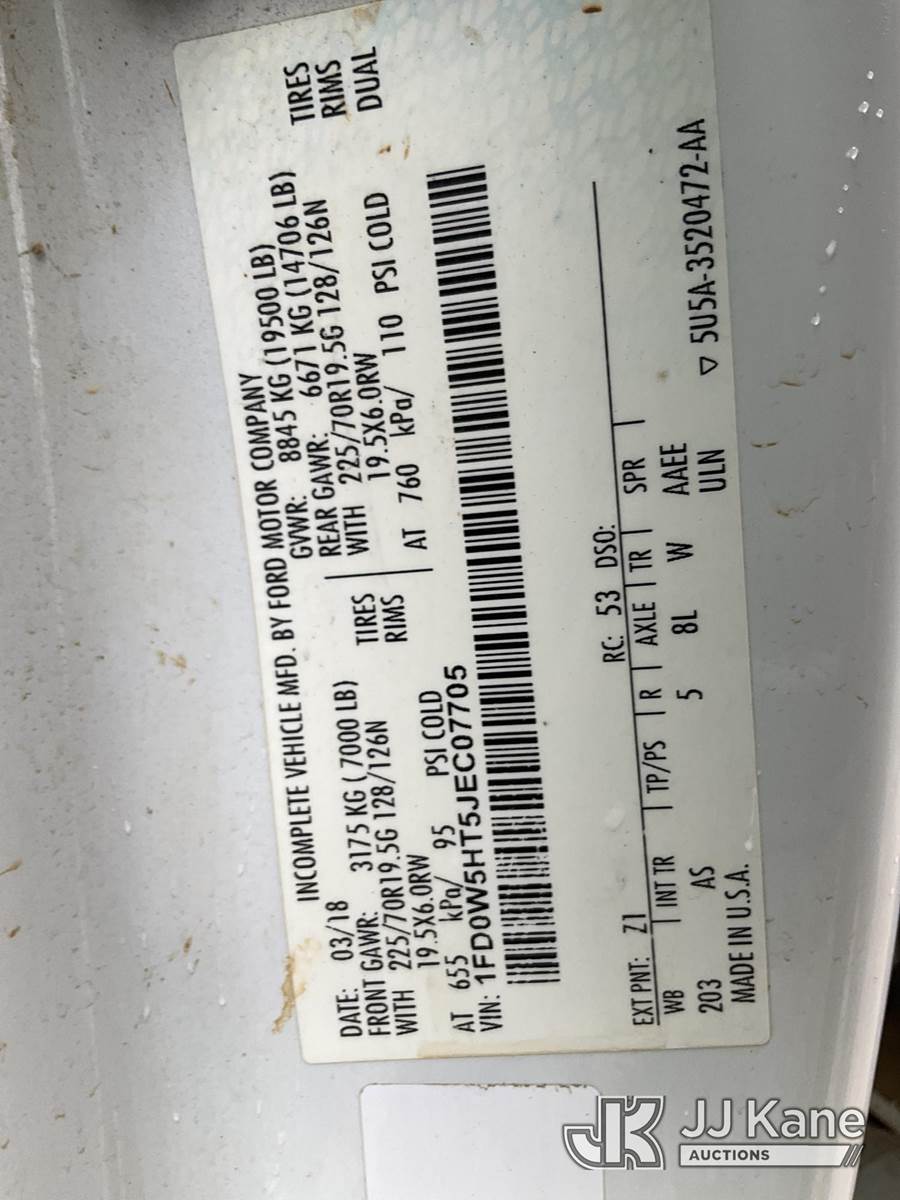 INCOMPLETE VEHICLE MFD. BY FORD MOTOR COMPANY
DATE: 03/18 GVWR: 8845 KG (19500 LB)
FRONT GAWR: 3175 KG (7000 LB) REAR GAWR: 6671 KG (14706 LB)
WITH 225/70R19.5G 128/126N TIRES WITH 225/70R19.5G 128/126N TIRES
19.5X6.0RW RIMS 19.5X6.0RW RIMS
AT 655 kPa/ 95 PSI COLD AT 760 kPa/ 110 PSI COLD DUAL
VIN: 1FD0W5HT5JEC07705
EXT PNT: Z1 RC: 53 DSO:
WB INT TR TP/PS R AXLE TR SPR
203 AS 5 8L W AAEE
MADE IN U.S.A. ULN
▽ 5U5A-3520472-AA
JK JJ Kane
AUCTIONS